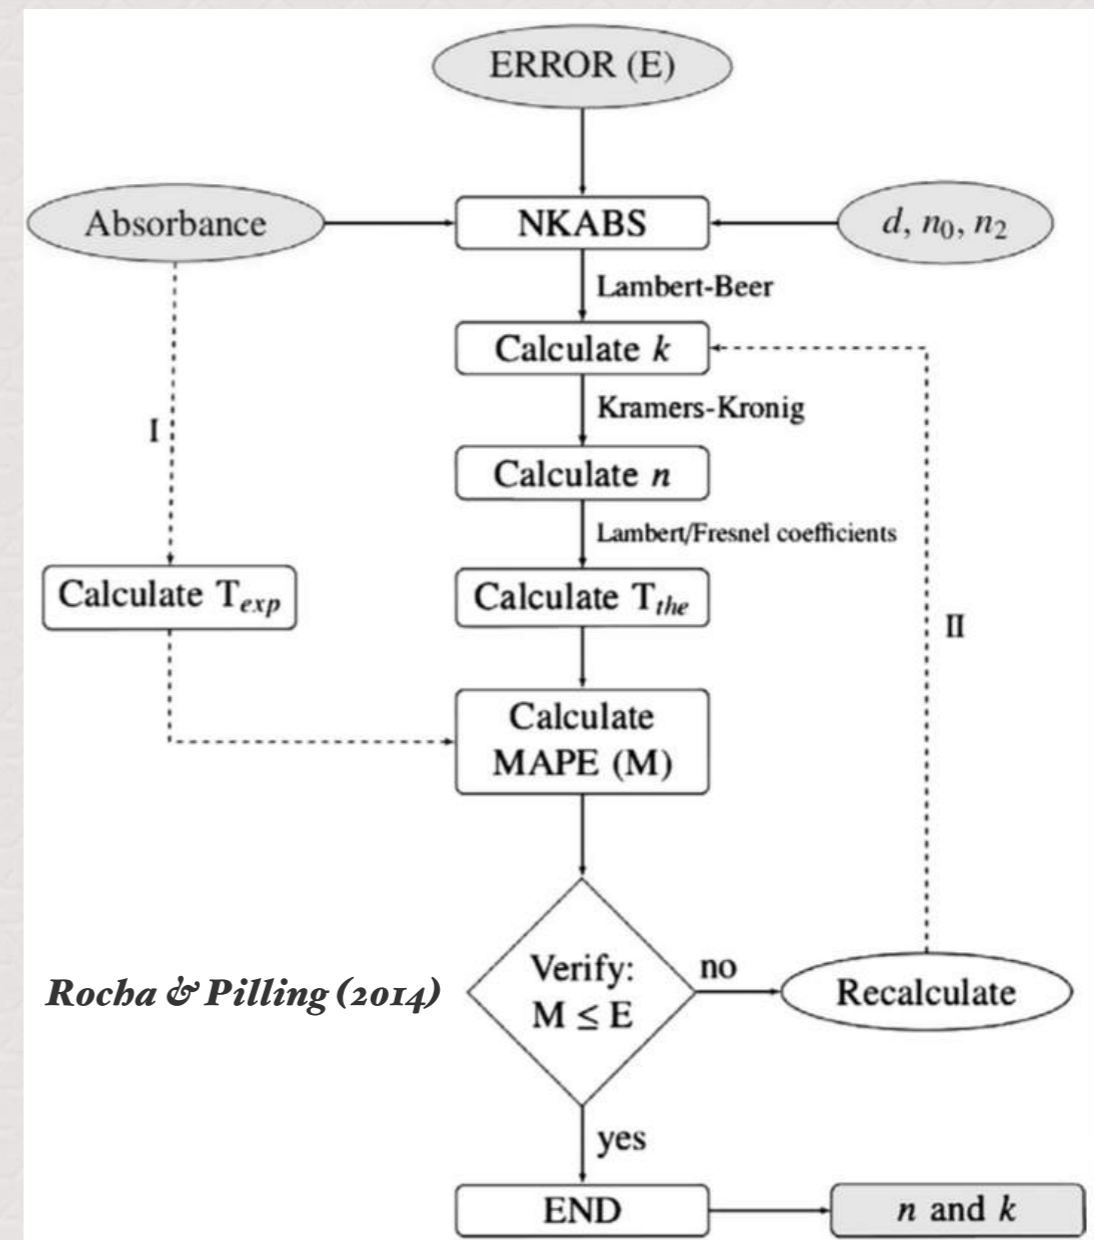 ERROR (E)
Absorbance
NKABS
d, n₀, n₂
Lambert-Beer
Calculate k
Kramers-Kronig
I
Calculate n
Lambert/Fresnel coefficients
Calculate Tₑₓₚ
Calculate Tₜₕₑ
II
Calculate
MAPE (M)
Rocha & Pilling (2014)
Verify:
M ≤ E
no
Recalculate
yes
END
n and k